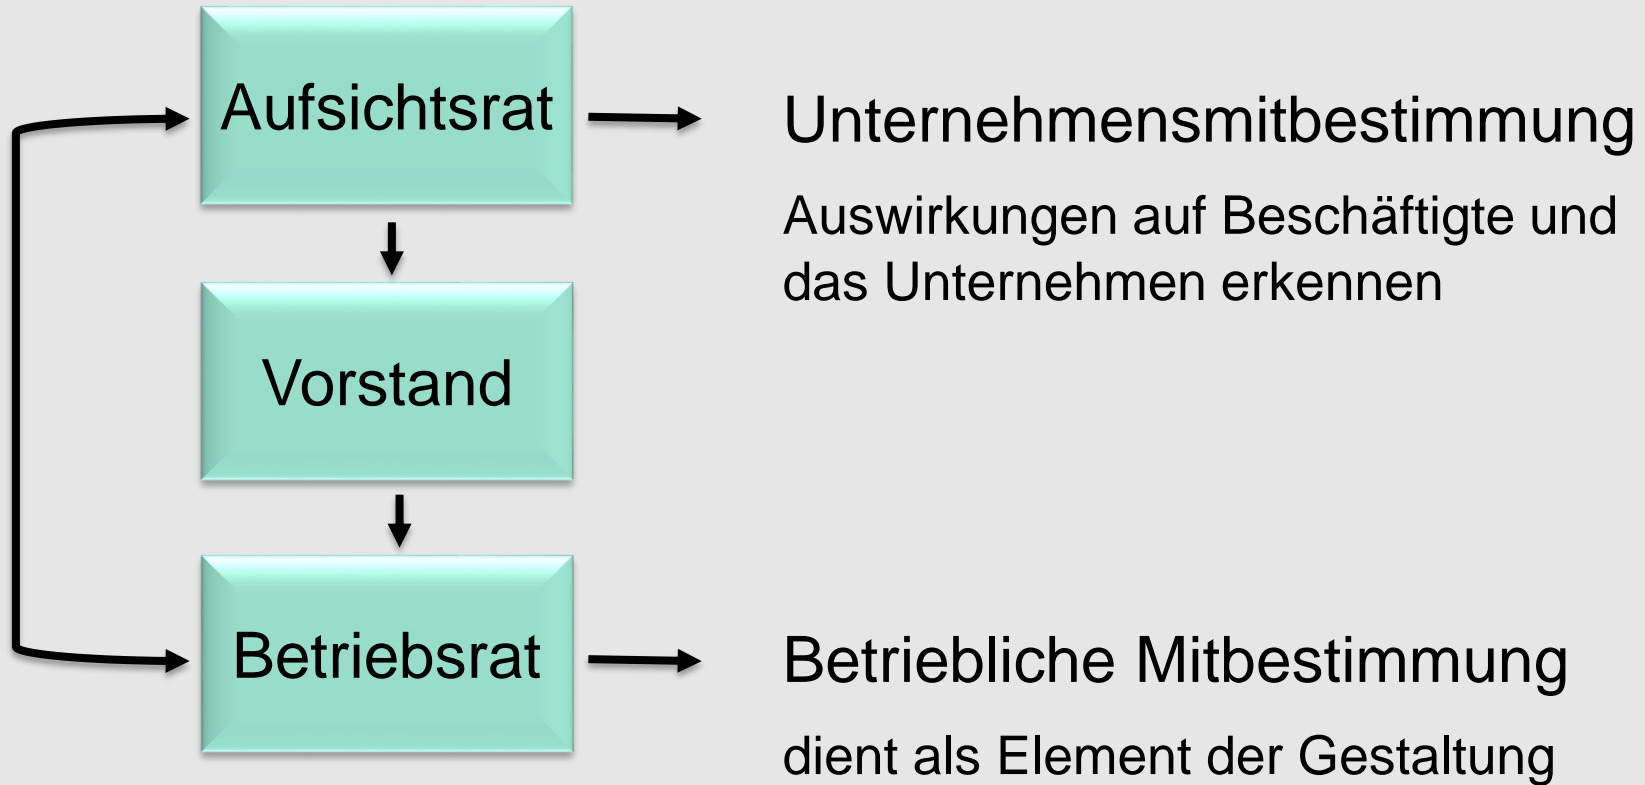 Aufsichtsrat
Unternehmensmitbestimmung
Auswirkungen auf Beschäftigte und
das Unternehmen erkennen
Vorstand
Betriebsrat
Betriebliche Mitbestimmung
dient als Element der Gestaltung